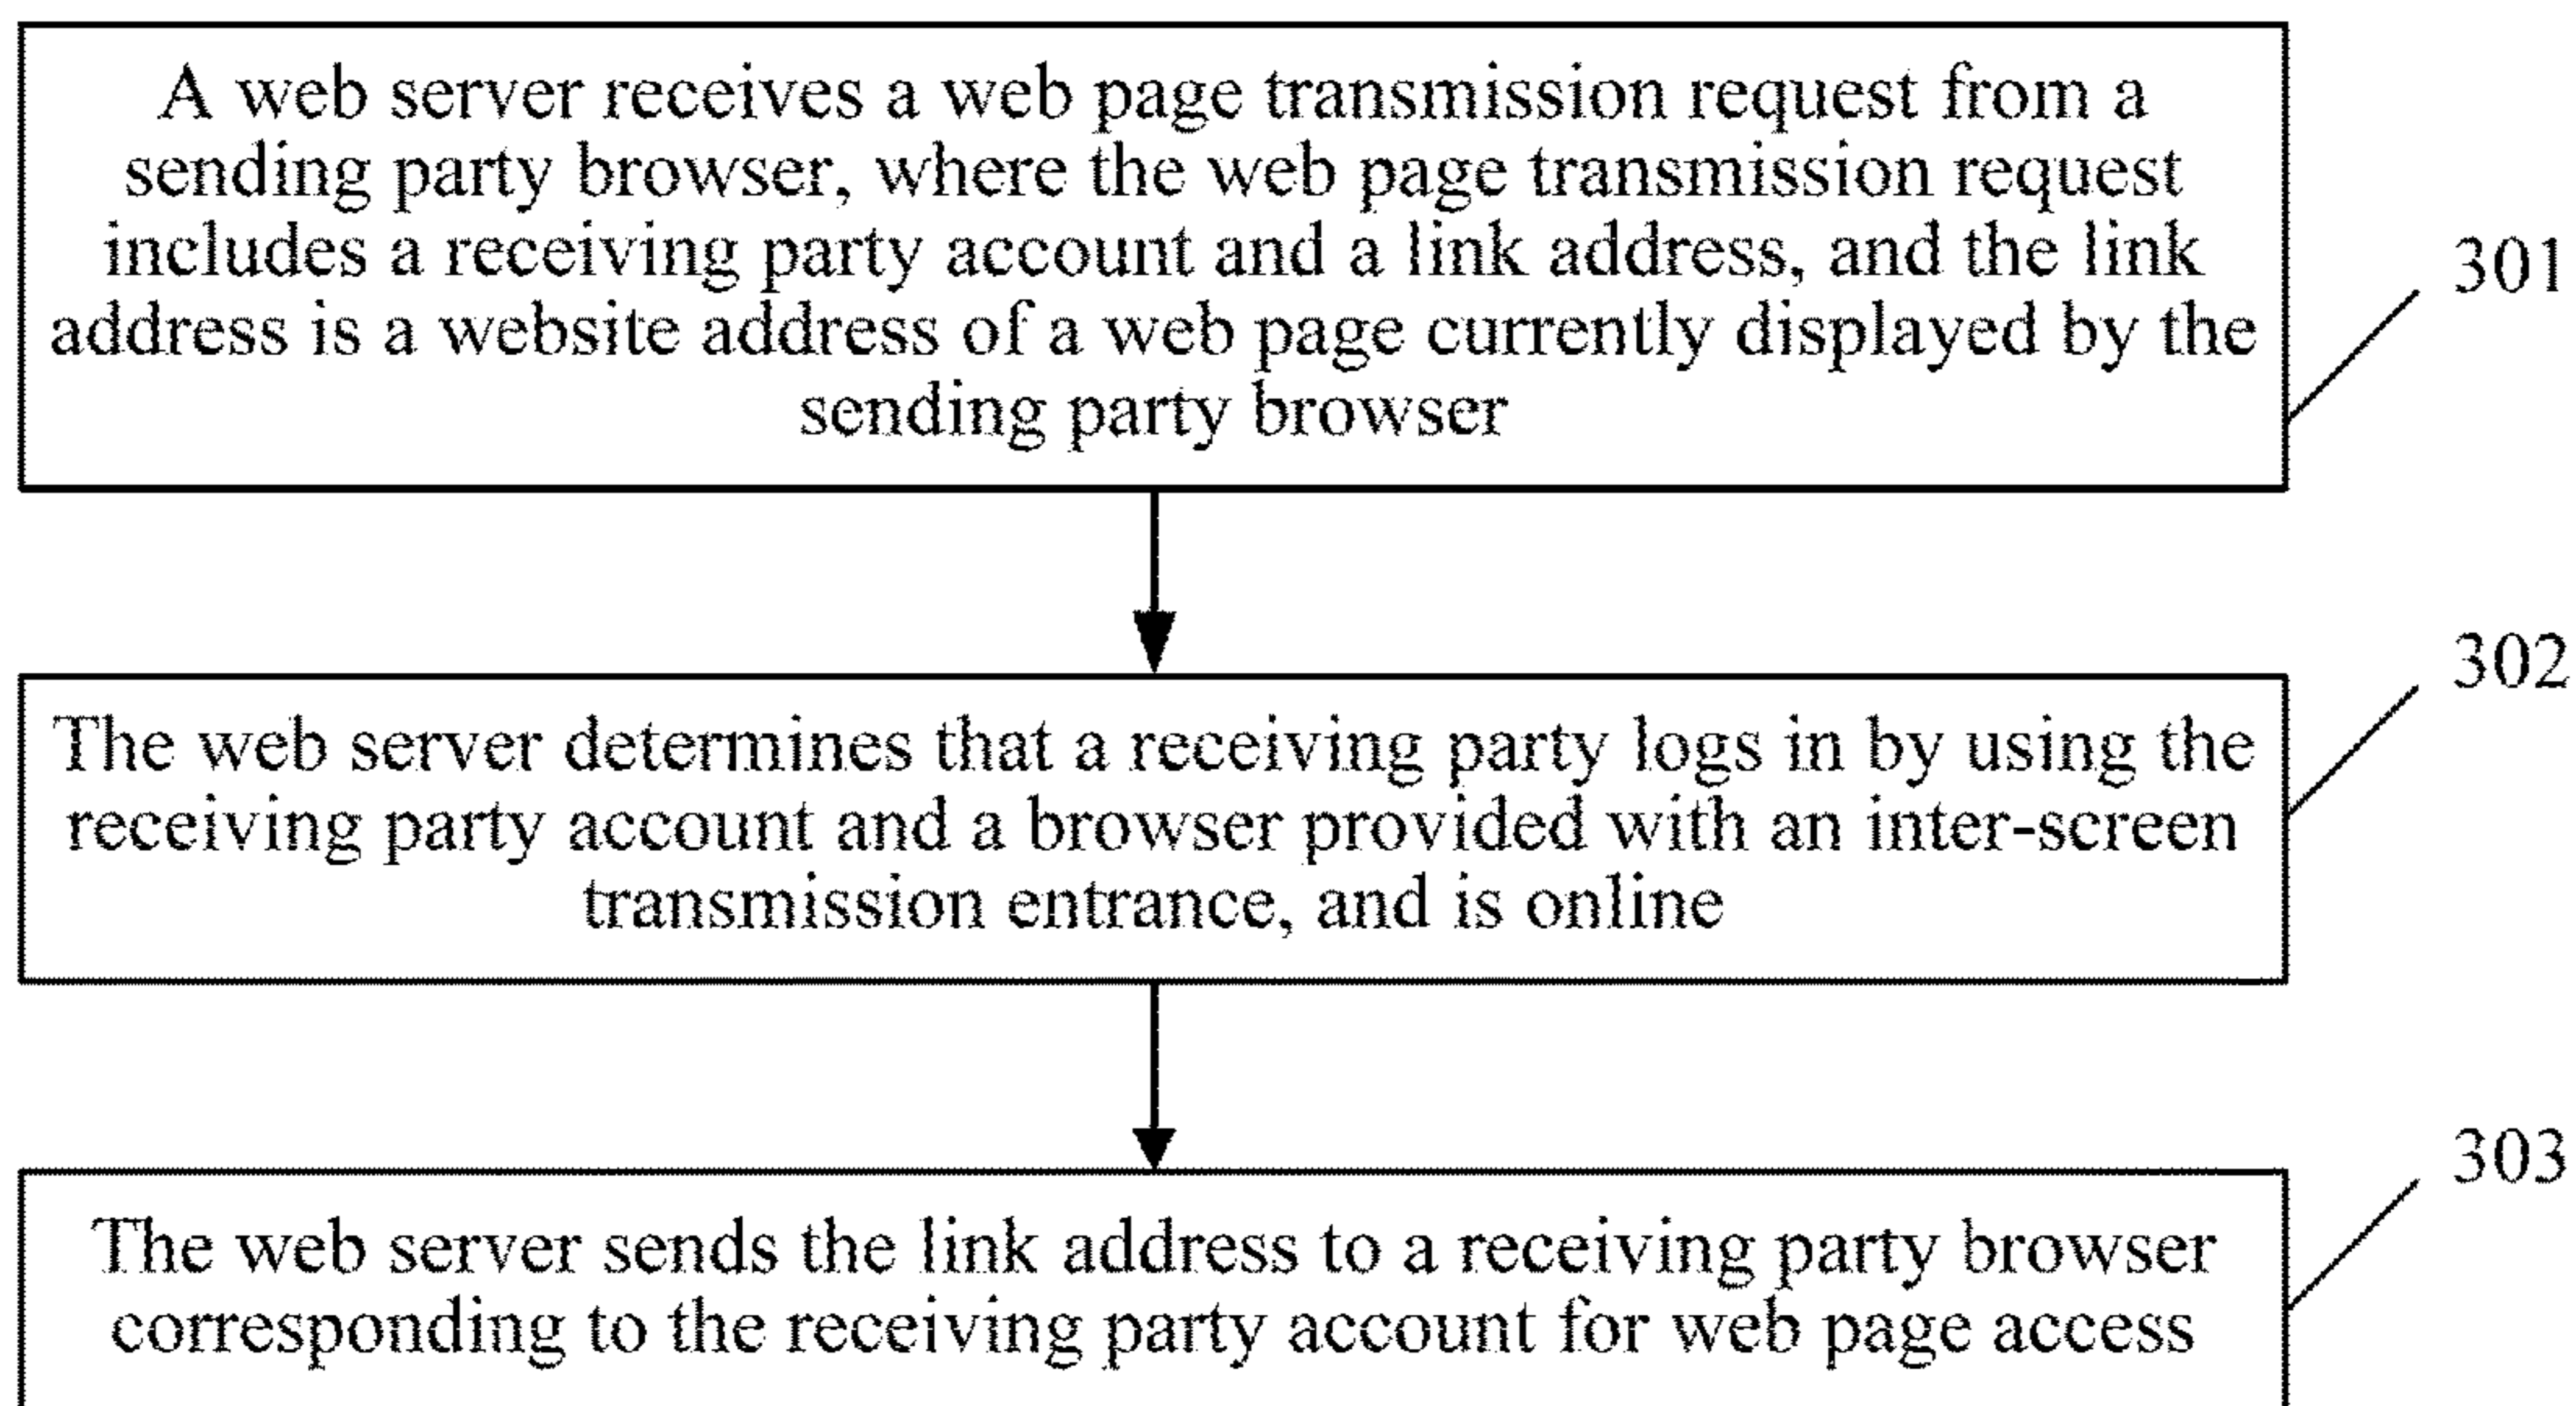 A web server receives a web page transmission request from a
sending party browser, where the web page transmission request
includes a receiving party account and a link address, and the link
address is a website address of a web page currently displayed by the
sending party browser
301
The web server determines that a receiving party logs in by using the
receiving party account and a browser provided with an inter-screen
transmission entrance, and is online
302
The web server sends the link address to a receiving party browser
corresponding to the receiving party account for web page access
303